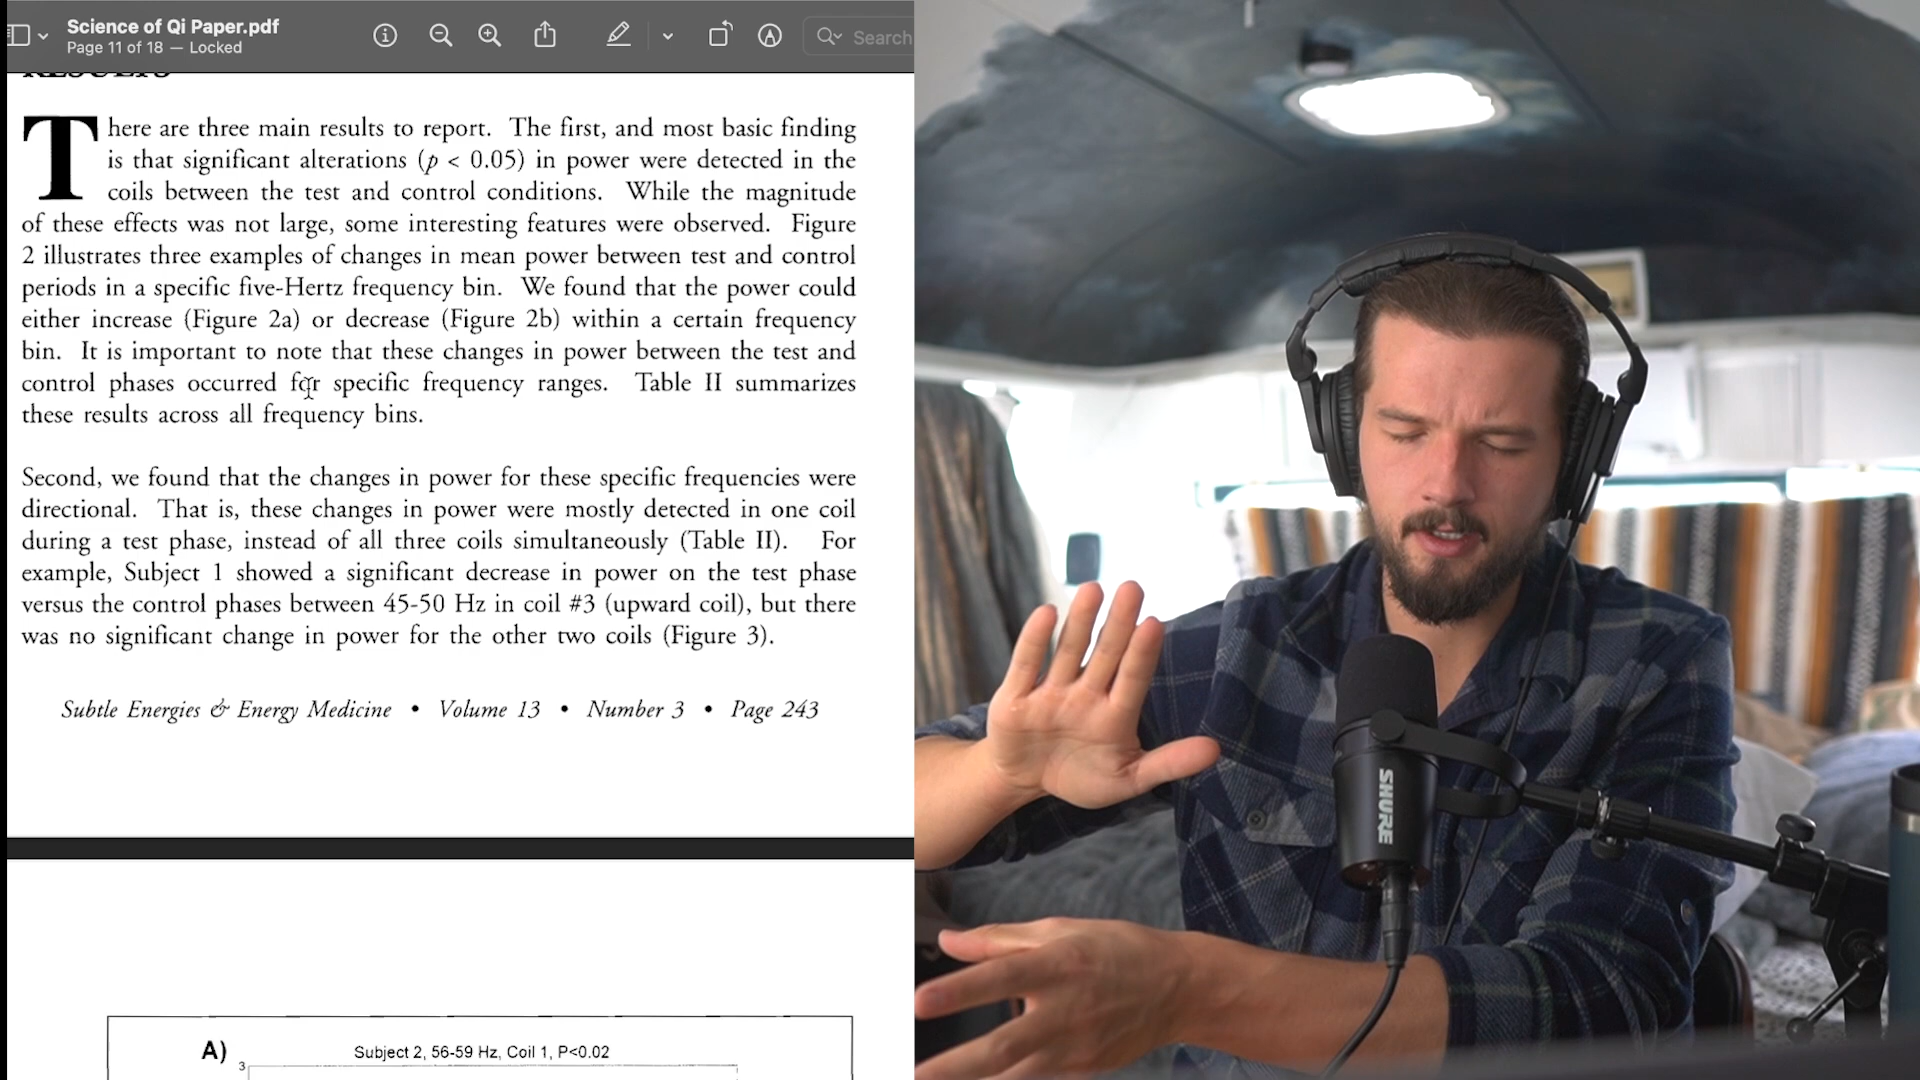 Science of Qi Paper.pdf
Page 11 of 18 — Locked
Search
RESULTS
There are three main results to report. The first, and most basic finding
is that significant alterations (p < 0.05) in power were detected in the
coils between the test and control conditions. While the magnitude
of these effects was not large, some interesting features were observed. Figure
2 illustrates three examples of changes in mean power between test and control
periods in a specific five-Hertz frequency bin. We found that the power could
either increase (Figure 2a) or decrease (Figure 2b) within a certain frequency
bin. It is important to note that these changes in power between the test and
control phases occurred for specific frequency ranges. Table II summarizes
these results across all frequency bins.
Second, we found that the changes in power for these specific frequencies were
directional. That is, these changes in power were mostly detected in one coil
during a test phase, instead of all three coils simultaneously (Table II). For
example, Subject 1 showed a significant decrease in power on the test phase
versus the control phases between 45-50 Hz in coil #3 (upward coil), but there
was no significant change in power for the other two coils (Figure 3).
Subtle Energies & Energy Medicine • Volume 13 • Number 3 • Page 243
A) Subject 2, 56-59 Hz, Coil 1, P<0.02
3
SHURE